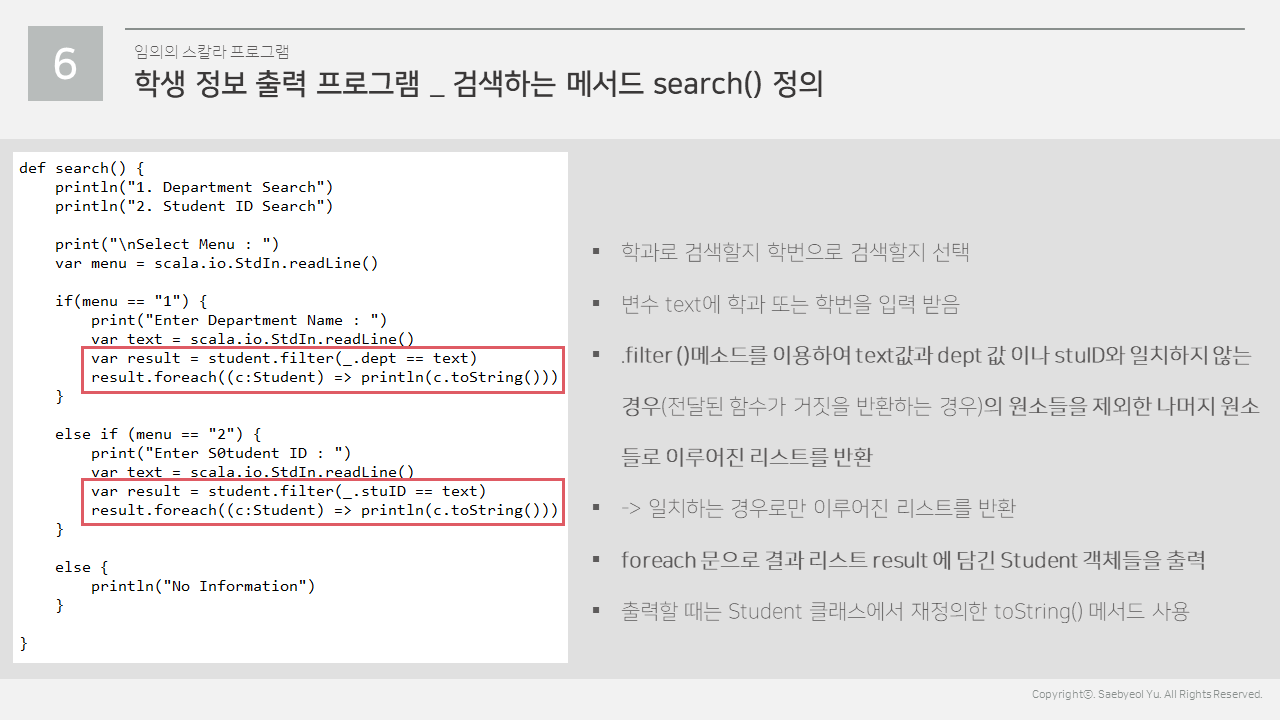 6
임의의 스칼라 프로그램
학생 정보 출력 프로그램 _ 검색하는 메서드 search() 정의
def search() {
    println("1. Department Search")
    println("2. Student ID Search")
    print("\nSelect Menu : ")
    var menu = scala.io.StdIn.readLine()
    if(menu == "1") {
        print("Enter Department Name : ")
        var text = scala.io.StdIn.readLine()
        var result = student.filter(_.dept == text)
        result.foreach((c:Student) => println(c.toString()))
    }
    else if (menu == "2") {
        print("Enter S0tudent ID : ")
        var text = scala.io.StdIn.readLine()
        var result = student.filter(_.stuID == text)
        result.foreach((c:Student) => println(c.toString()))
    }
    else {
        println("No Information")
    }
}
▪ 학과로 검색할지 학번으로 검색할지 선택
▪ 변수 text에 학과 또는 학번을 입력 받음
▪ .filter ()메소드를 이용하여 text값과 dept 값 이나 stuID와 일치하지 않는
경우(전달된 함수가 거짓을 반환하는 경우)의 원소들을 제외한 나머지 원소
들로 이루어진 리스트를 반환
▪ -> 일치하는 경우로만 이루어진 리스트를 반환
▪ foreach 문으로 결과 리스트 result 에 담긴 Student 객체들을 출력
▪ 출력할 때는 Student 클래스에서 재정의한 toString() 메서드 사용
Copyrightⓒ. Saebyeol Yu. All Rights Reserved.